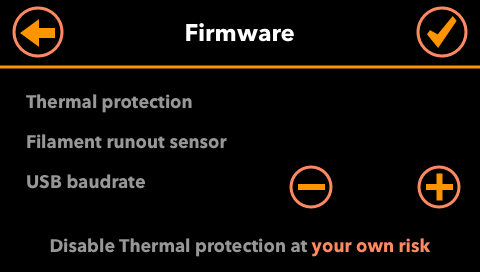 Firmware
Thermal protection
Filament runout sensor
USB baudrate
Disable Thermal protection at your own risk